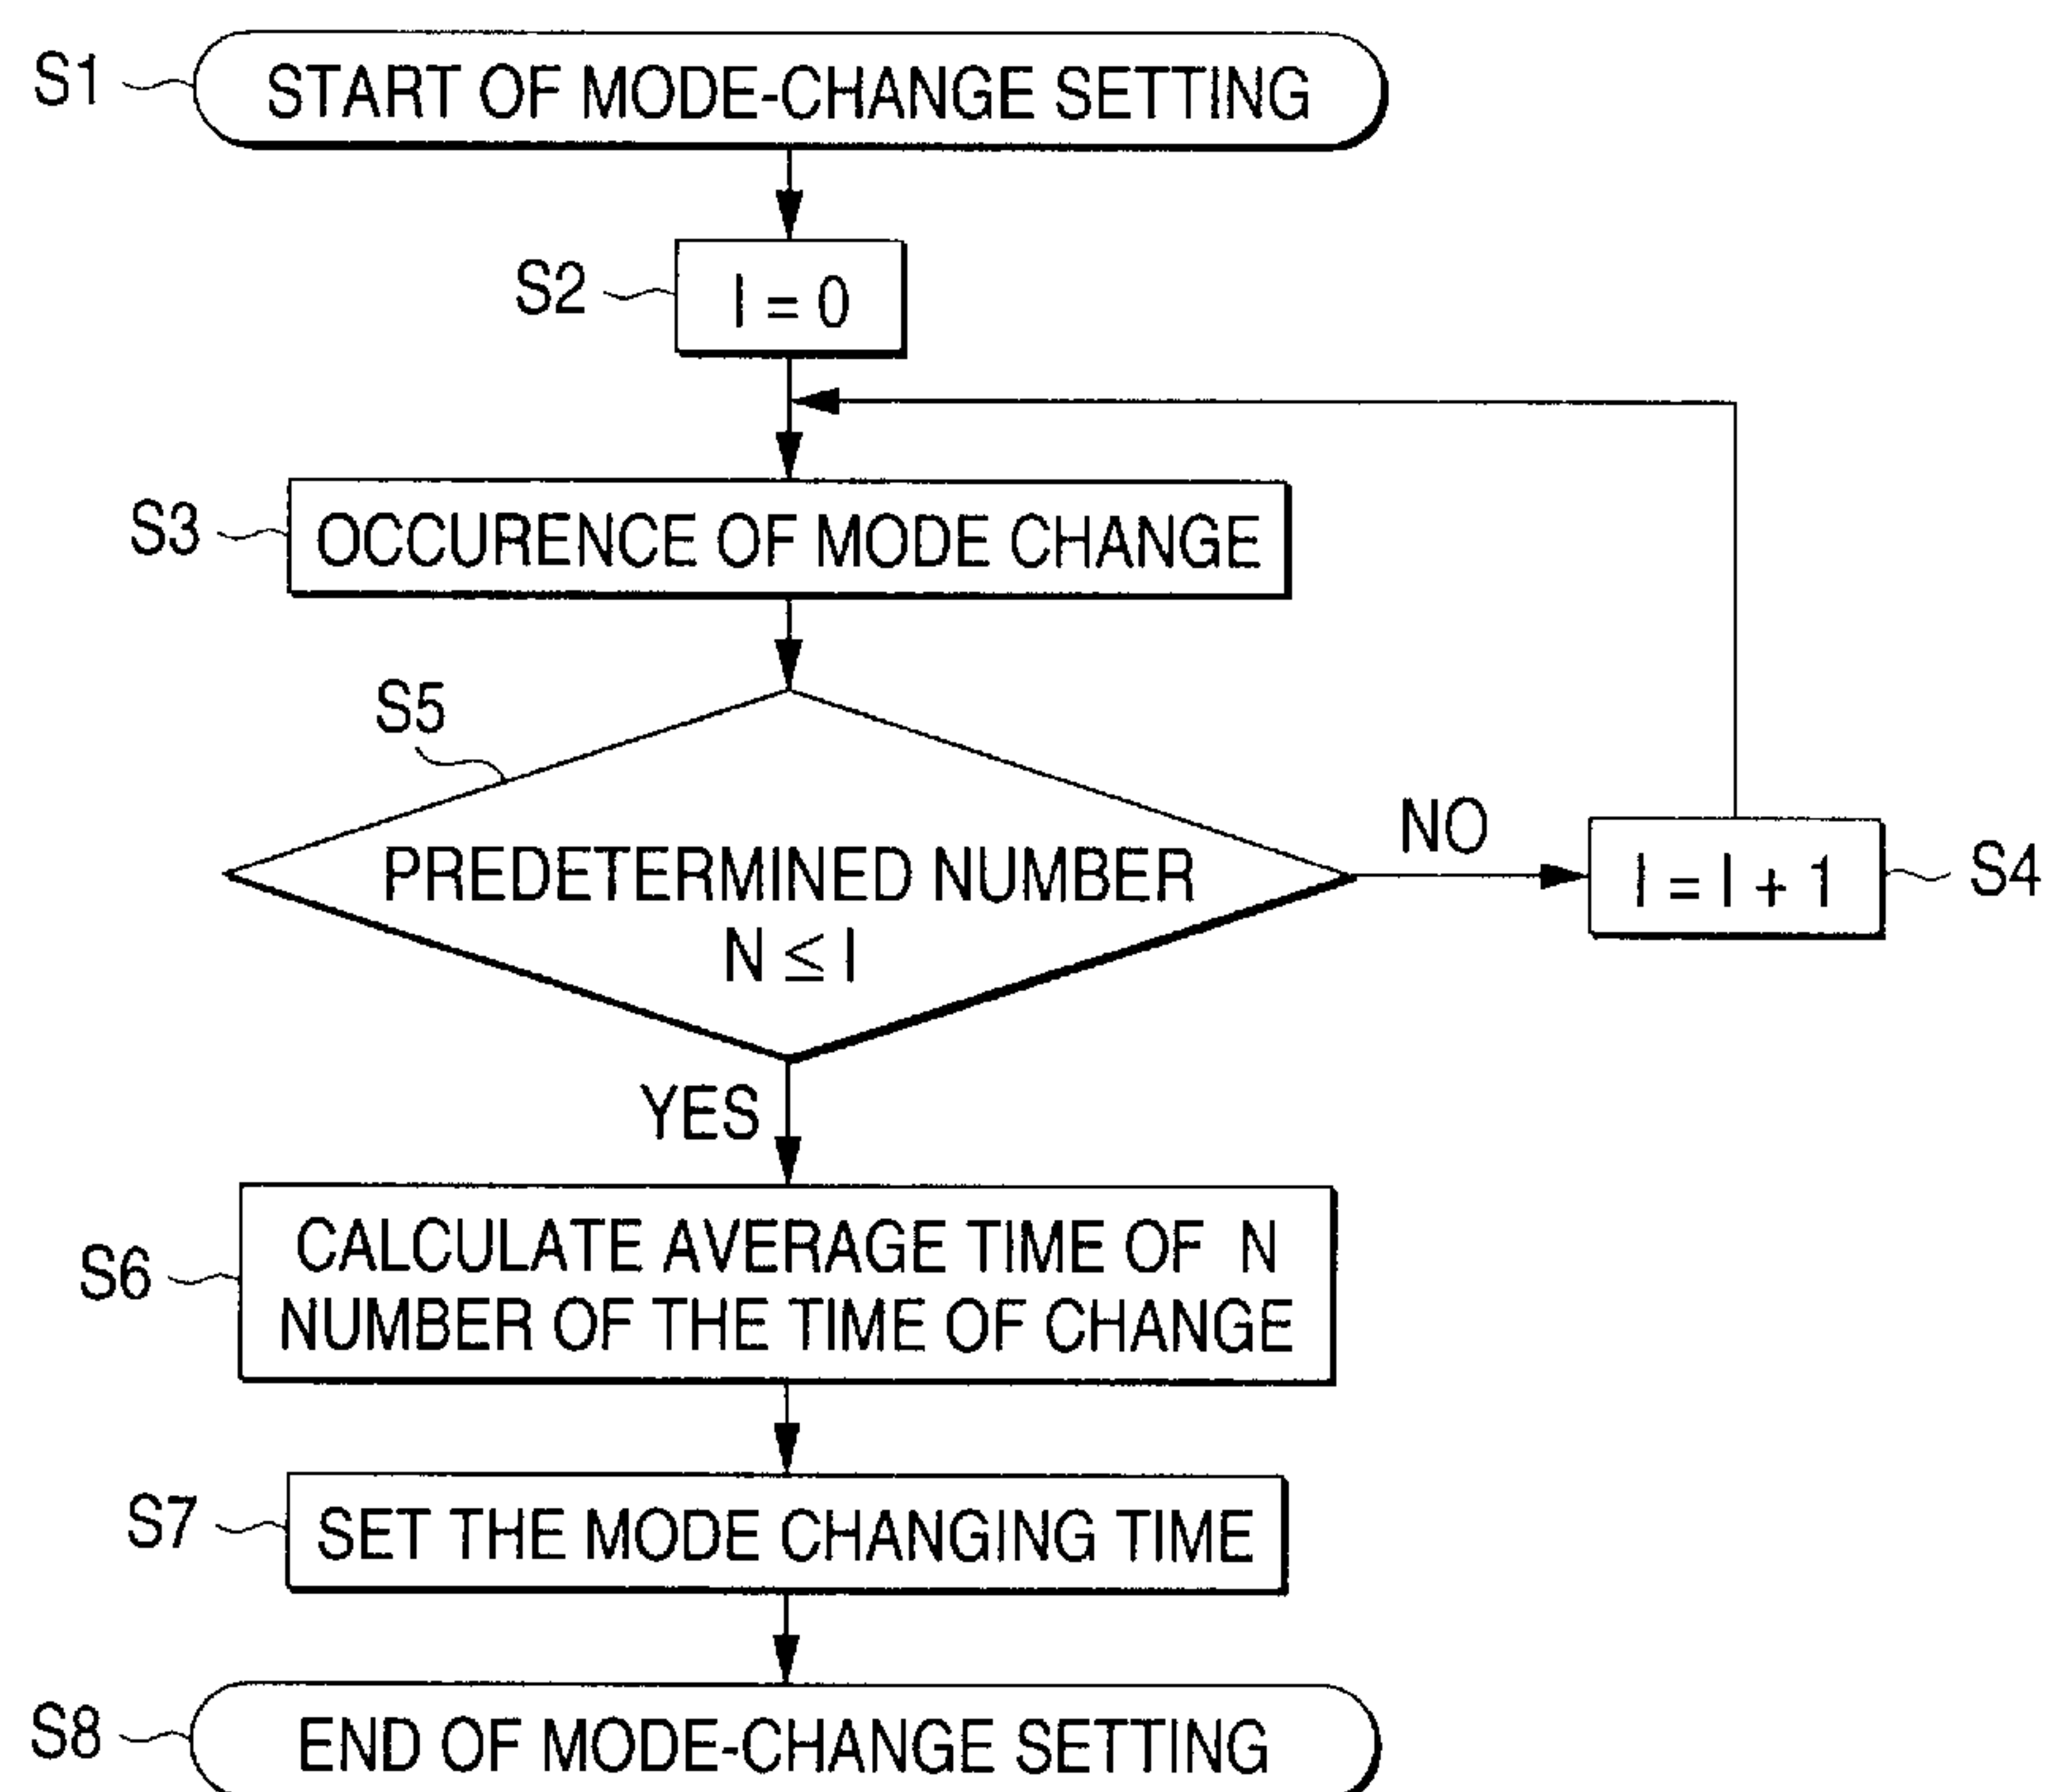 S1
START OF MODE-CHANGE SETTING
S2
I = 0
S3
OCCURENCE OF MODE CHANGE
S5
PREDETERMINED NUMBER
N ≤ I
NO
I = I + 1
S4
YES
S6
CALCULATE AVERAGE TIME OF N
NUMBER OF THE TIME OF CHANGE
S7
SET THE MODE CHANGING TIME
S8
END OF MODE-CHANGE SETTING